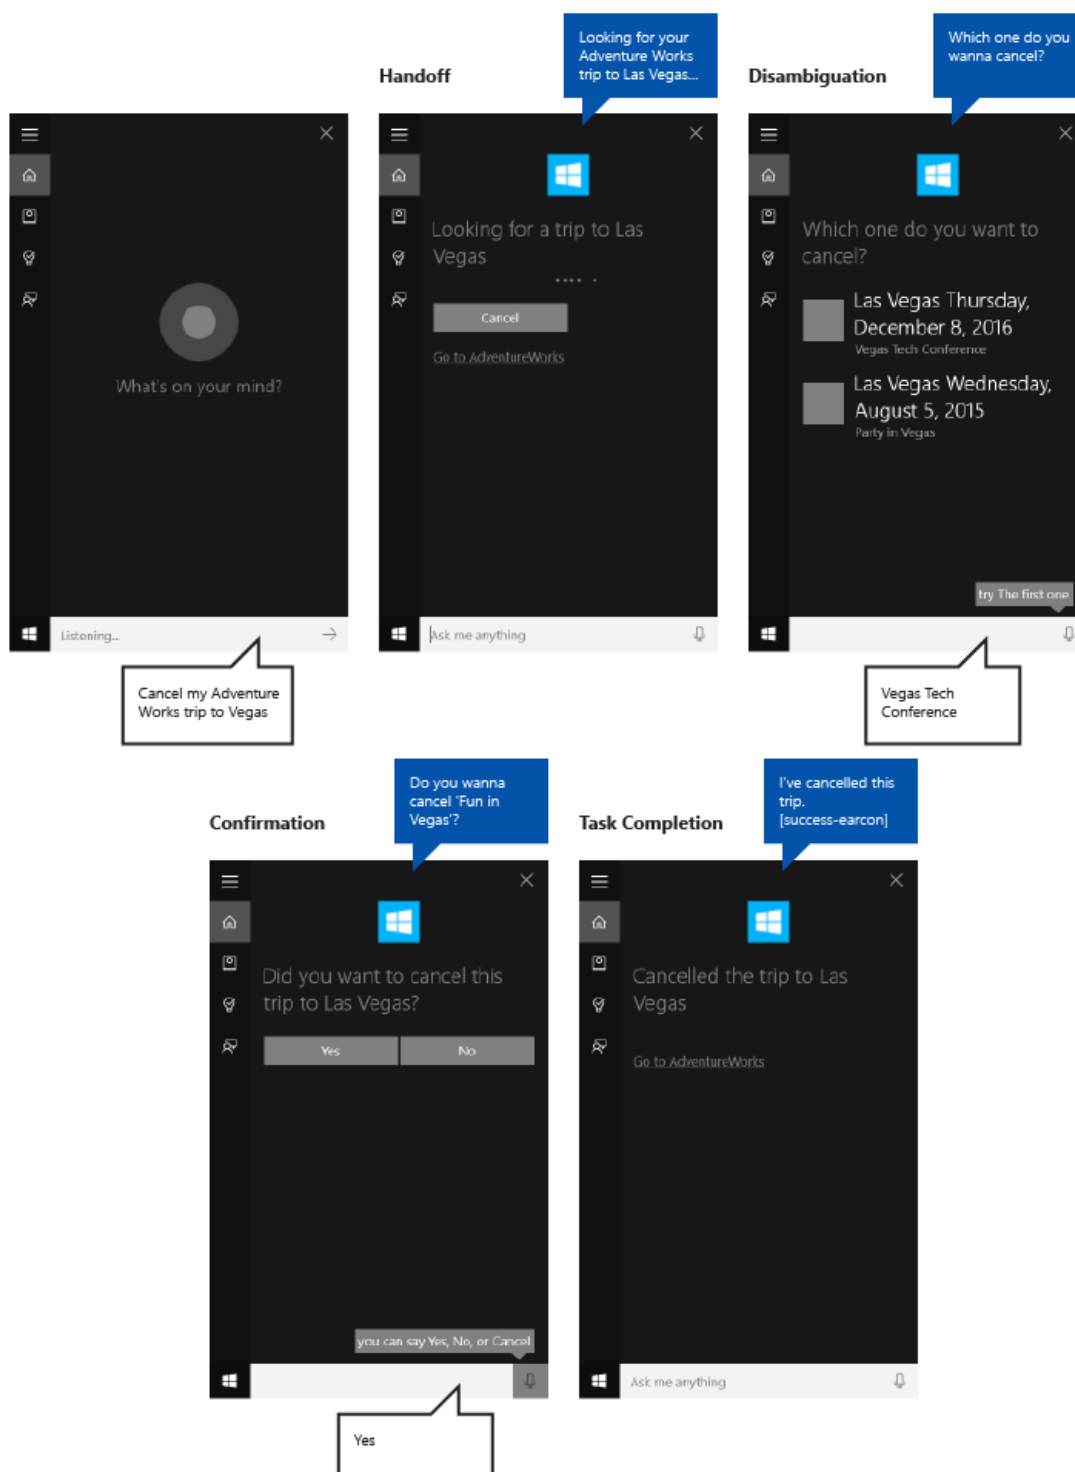 Looking for your
Adventure Works
trip to Las Vegas...
Which one do you
wanna cancel?
Handoff
Disambiguation
What's on your mind?
Listening...
Cancel my Adventure
Works trip to Vegas
Looking for a trip to Las
Vegas
Cancel
Go to AdventureWorks
Ask me anything
Which one do you want to
cancel?
Las Vegas Thursday,
December 8, 2016
Vegas Tech Conference
Las Vegas Wednesday,
August 5, 2015
Party in Vegas
try The first one
Vegas Tech
Conference
Do you wanna
cancel 'Fun in
Vegas'?
I've cancelled this
trip.
[success-earcon]
Confirmation
Task Completion
Did you want to cancel this
trip to Las Vegas?
Yes
No
you can say Yes, No, or Cancel
Yes
Cancelled the trip to Las
Vegas
Go to AdventureWorks
Ask me anything